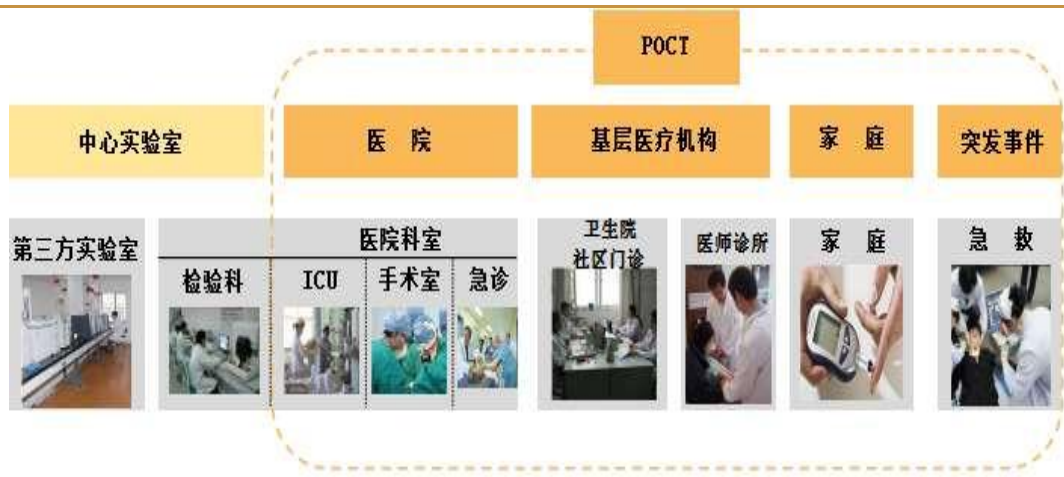 POCT
中心实验室
医 院
基层医疗机构
家 庭
突发事件
第三方实验室
医院科室
检验科
ICU
手术室
急诊
卫生院
社区门诊
医师诊所
家 庭
急 救